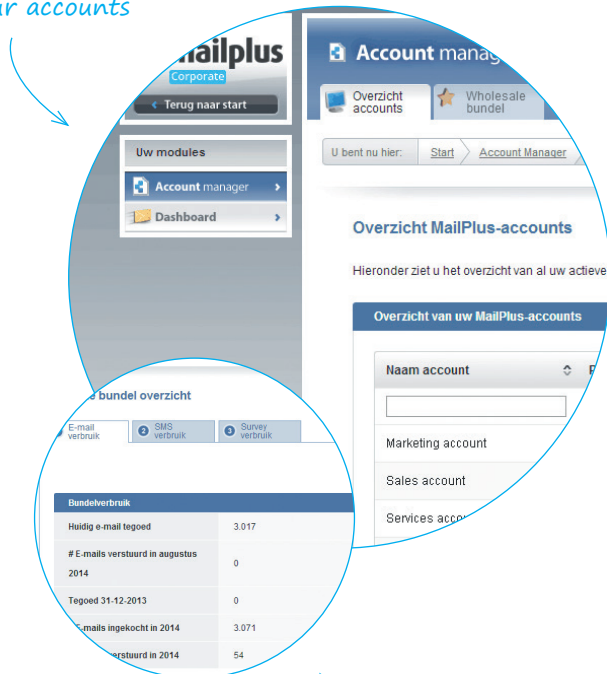 accounts
mailplus
Corporate
Terug naar start
Uw modules
Account manager
Dashboard
Account
Overzicht
accounts
Wholesale
bundel
U bent nu hier: Start Account Manager
Overzicht MailPlus-accounts
Hieronder ziet u het overzicht van al uw actieve
Overzicht van uw MailPlus-accounts
Naam account
Marketing account
Sales account
Services
bundel overzicht
E-mail
verbruik
2 SMS
verbruik
3 Survey
verbruik
Bundelverbruik
Huidig e-mail tegoed 3.017
# E-mails verstuurd in augustus
2014 0
Tegoed 31-12-2013 0
E-mails ingekocht in 2014 3.071
verstuurd in 2014 54